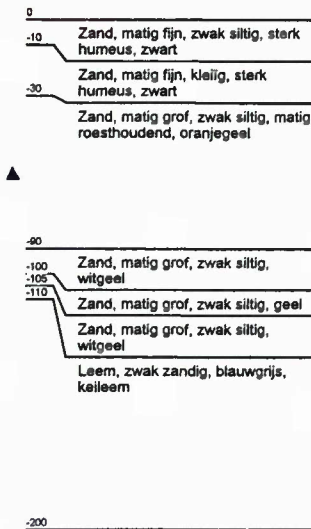 0
Zand, matig fijn, zwak siltig, sterk
humeus, zwart
-10
Zand, matig fijn, kleiïg, sterk
humeus, zwart
-30
Zand, matig grof, zwak siltig, matig
roesthoudend, oranjegeel
-90
Zand, matig grof, zwak siltig,
witgeel
-100
Zand, matig grof, zwak siltig, geel
-105
Zand, matig grof, zwak siltig,
witgeel
-110
Leem, zwak zandig, blauwgrijs,
keileem
-200